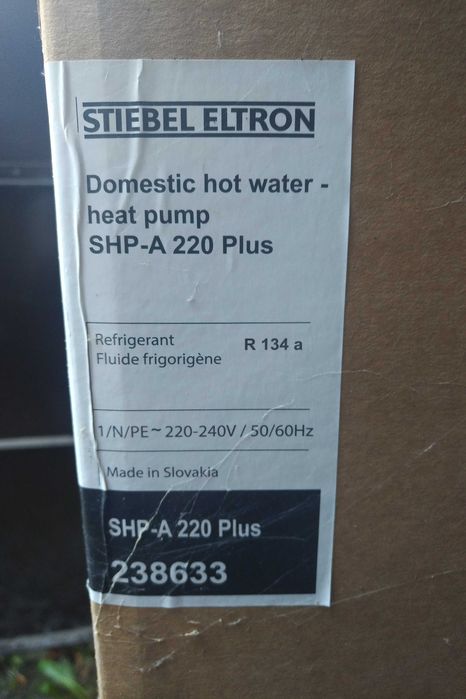 STIEBEL ELTRON
Domestic hot water -
heat pump
SHP-A 220 Plus
Refrigerant R 134 a
Fluide frigorigène
1/N/PE~ 220-240V / 50/60Hz
Made in Slovakia
SHP-A 220 Plus
238633